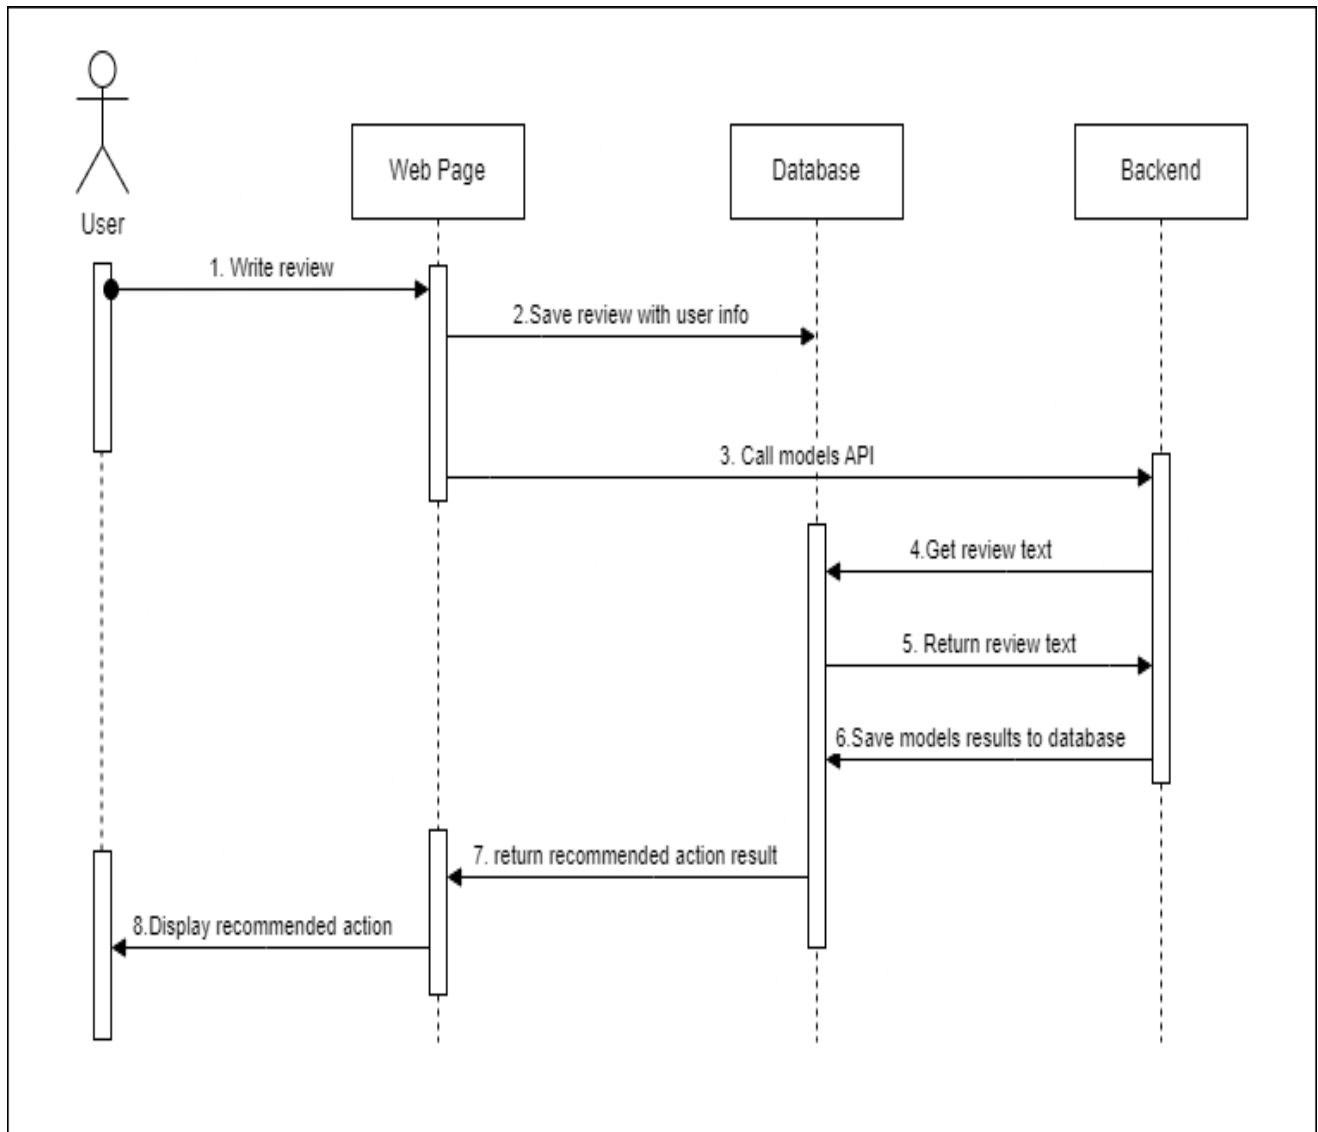 User
Web Page
Database
Backend
1. Write review
2.Save review with user info
3. Call models API
4.Get review text
5. Return review text
6.Save models results to database
7. return recommended action result
8.Display recommended action